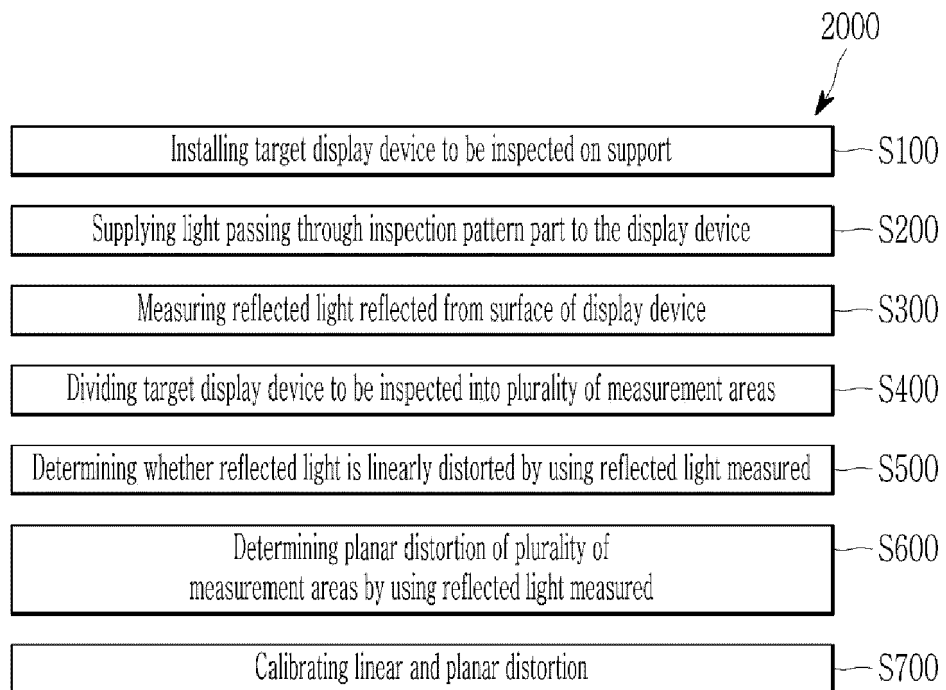 2000
Installing target display device to be inspected on support
S100
Supplying light passing through inspection pattern part to the display device
S200
Measuring reflected light reflected from surface of display device
S300
Dividing target display device to be inspected into plurality of measurement areas
S400
Determining whether reflected light is linearly distorted by using reflected light measured
S500
Determining planar distortion of plurality of
measurement areas by using reflected light measured
S600
Calibrating linear and planar distortion
S700